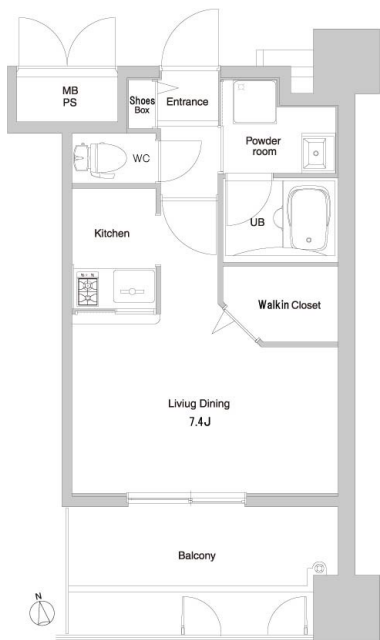 MB
PS
Shoes
Box
Entrance
WC
Powder
room
Kitchen
UB
Walkin Closet
Liviug Dining
7.4J
Balcony
N